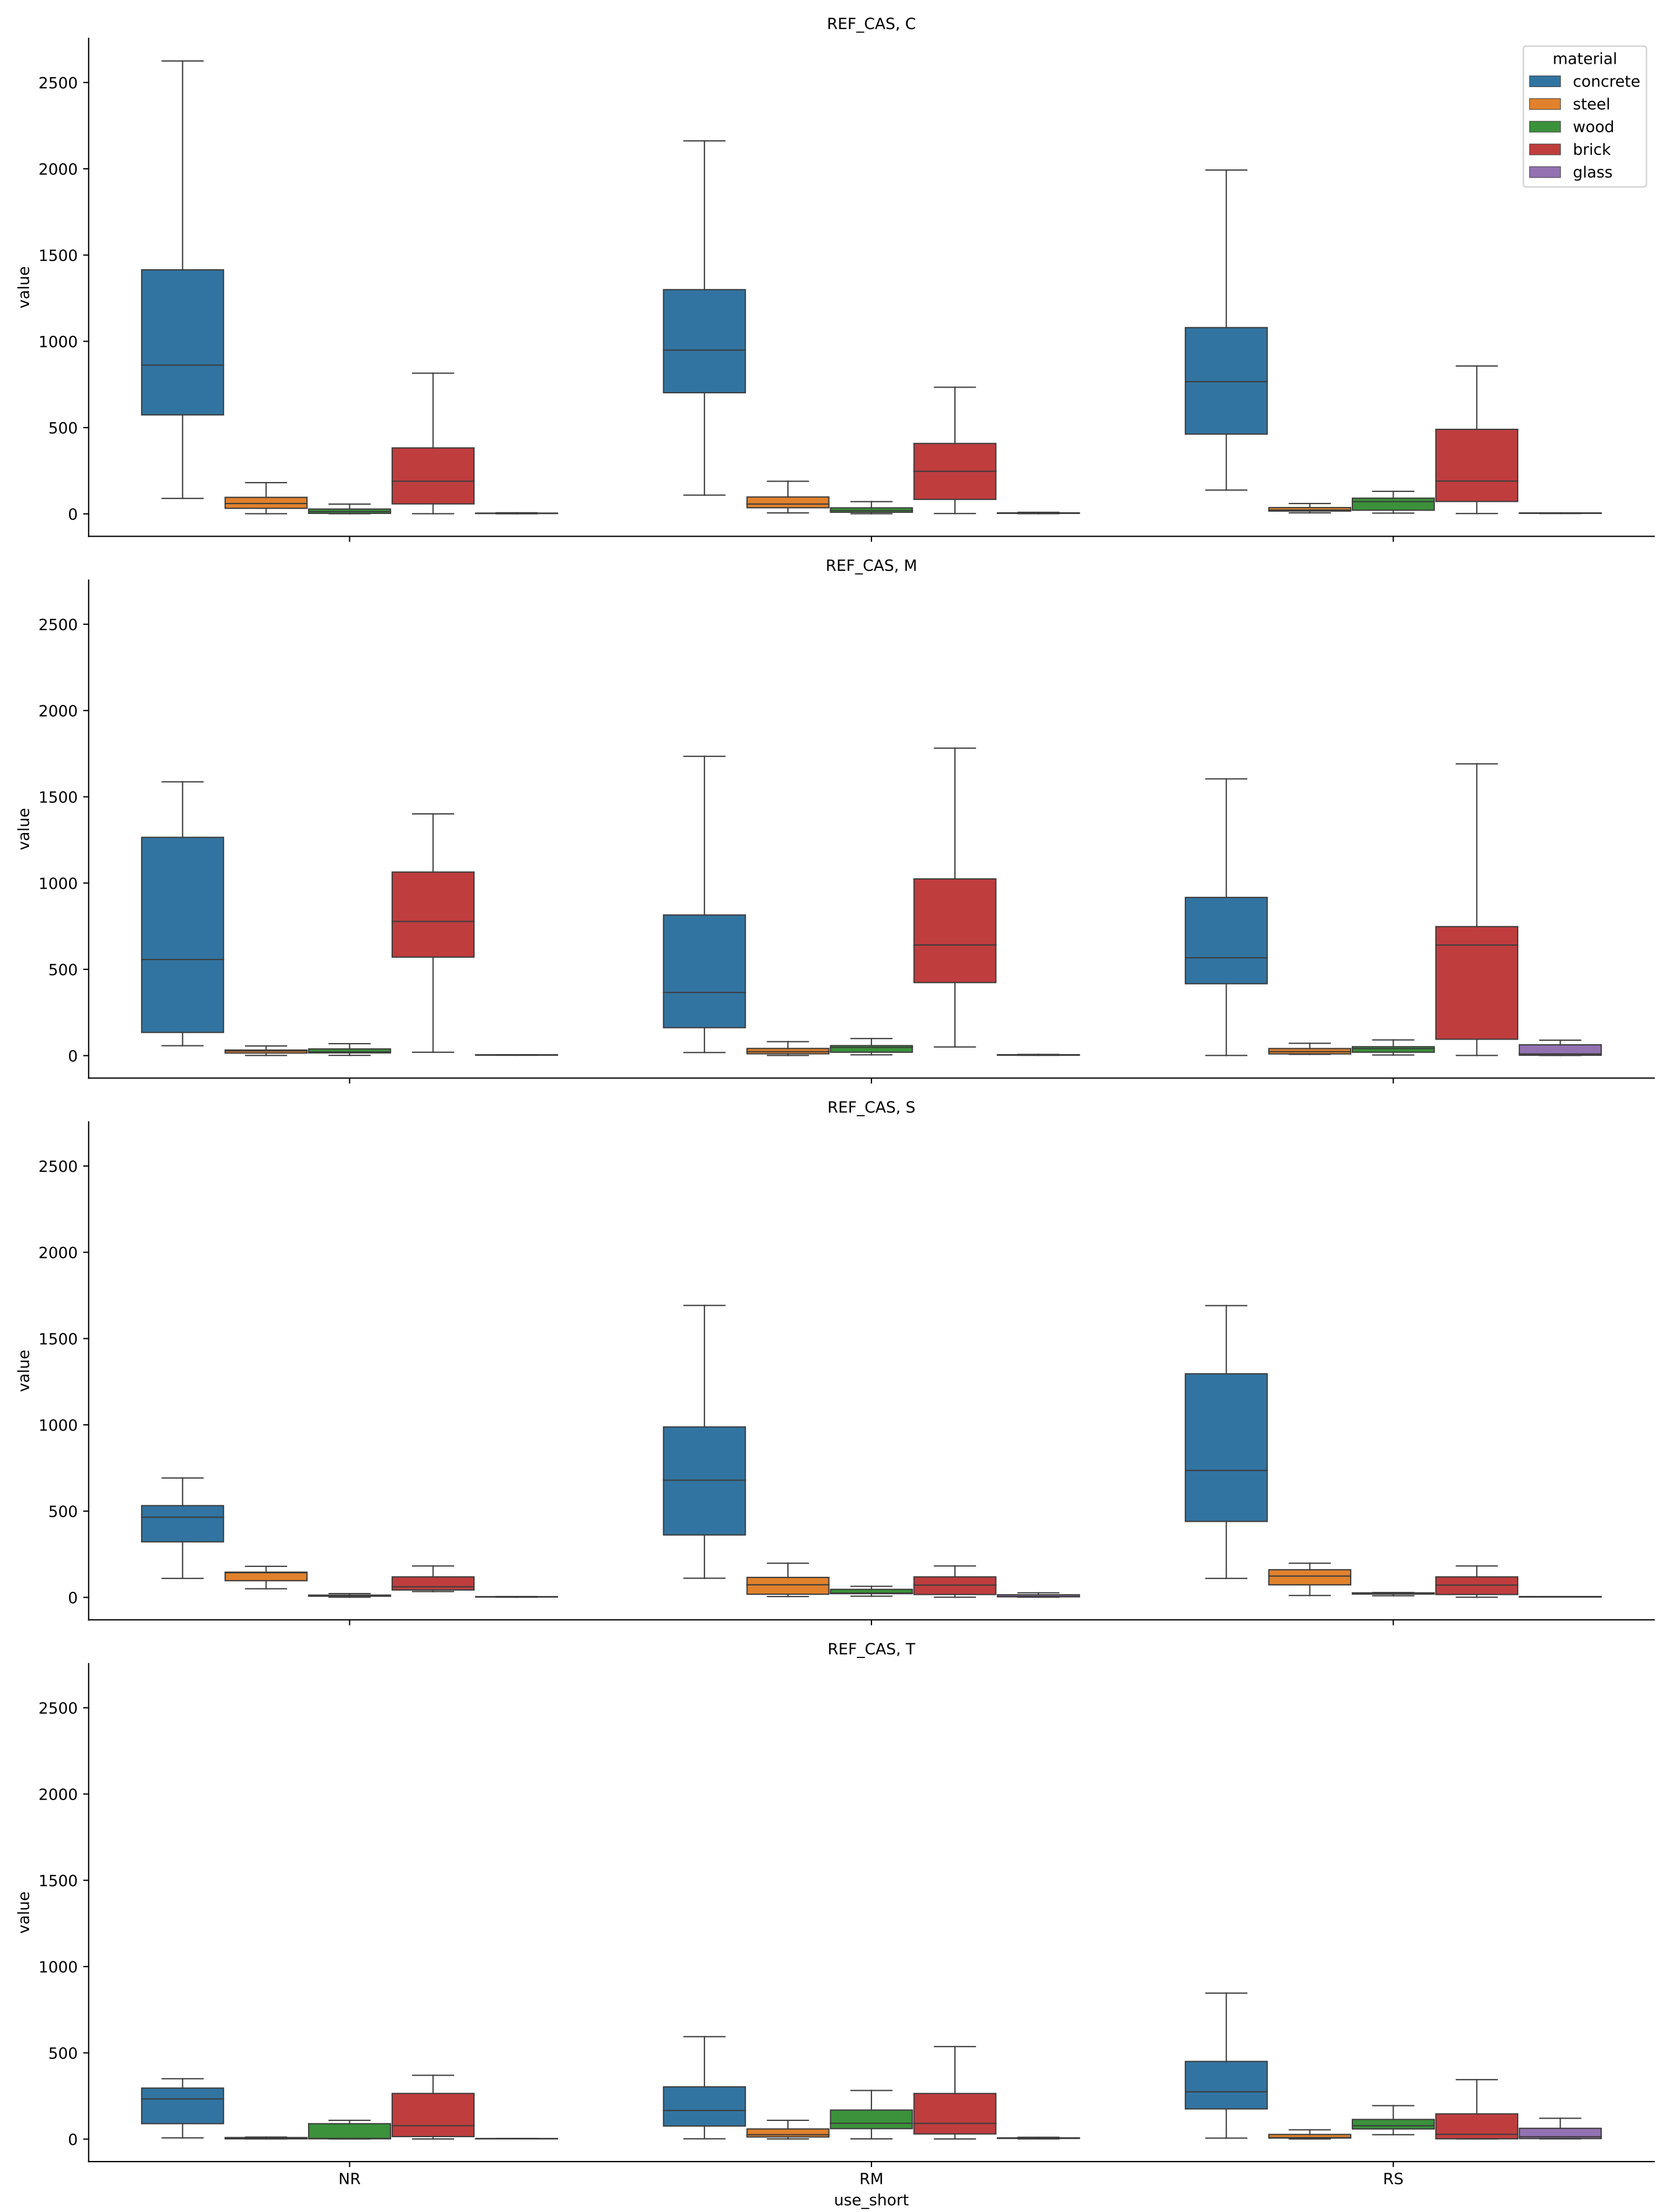 REF_CAS, C
value
2500
2000
1500
1000
500
0
material
concrete
steel
wood
brick
glass
REF_CAS, M
value
2500
2000
1500
1000
500
0
REF_CAS, S
value
2500
2000
1500
1000
500
0
REF_CAS, T
value
2500
2000
1500
1000
500
0
NR RM RS
use_short